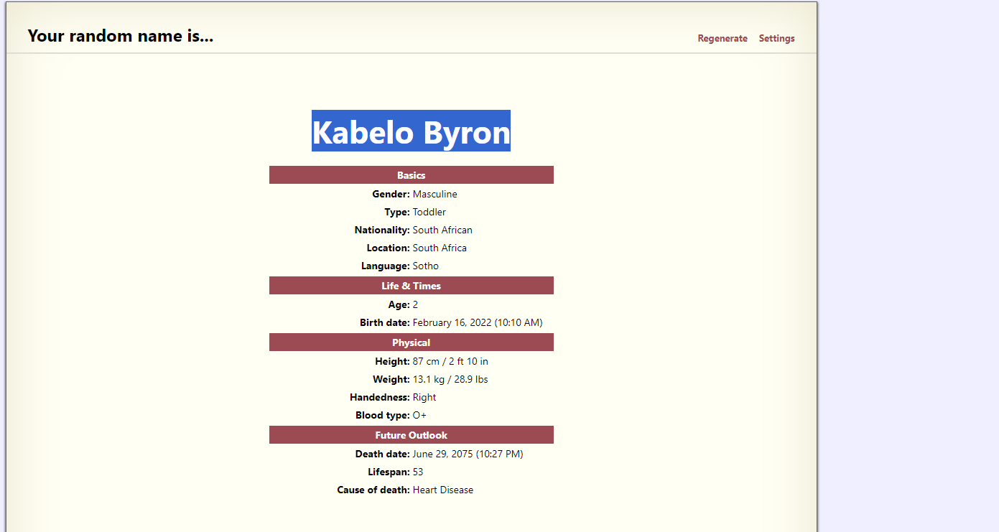 Your random name is...
Regenerate Settings
Kabelo Byron
Basics
Gender: Masculine
Type: Toddler
Nationality: South African
Location: South Africa
Language: Sotho
Life & Times
Age: 2
Birth date: February 16, 2022 (10:10 AM)
Physical
Height: 87 cm / 2 ft 10 in
Weight: 13.1 kg / 28.9 lbs
Handedness: Right
Blood type: O+
Future Outlook
Death date: June 29, 2075 (10:27 PM)
Lifespan: 53
Cause of death: Heart Disease